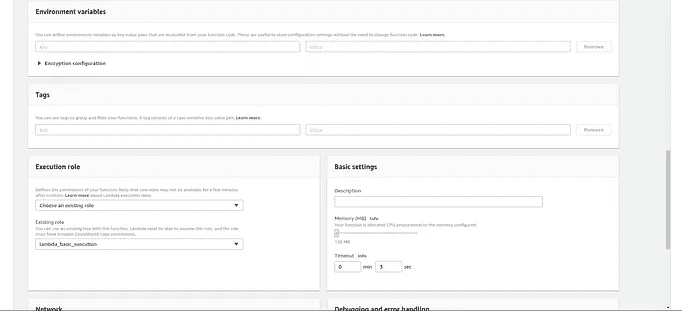 Environment variables
You can define environment variables as key-value pairs that are accessible from your function code. These are useful to store configuration settings without the need to change function code. Learn more.
Key
Value
Remove
Encryption configuration
Tags
You can use tags to group and filter your functions. A tag consists of a case-sensitive key-value pair. Learn more.
Key
Value
Remove
Execution role
Defines the permissions of your function. Note that new roles may not be available for a few minutes
after creation. Learn more about Lambda execution roles.
Choose an existing role
Existing role
You can use an existing role with this function. Lambda must be able to assume this role, and the role
must have Amazon CloudWatch Logs permissions.
lambda_basic_execution
Basic settings
Description
Memory (MB) Info
Your function is allocated CPU proportional to the memory configured.
128 MB
Timeout Info
0 min 3 sec
Network
Debugging and error handling